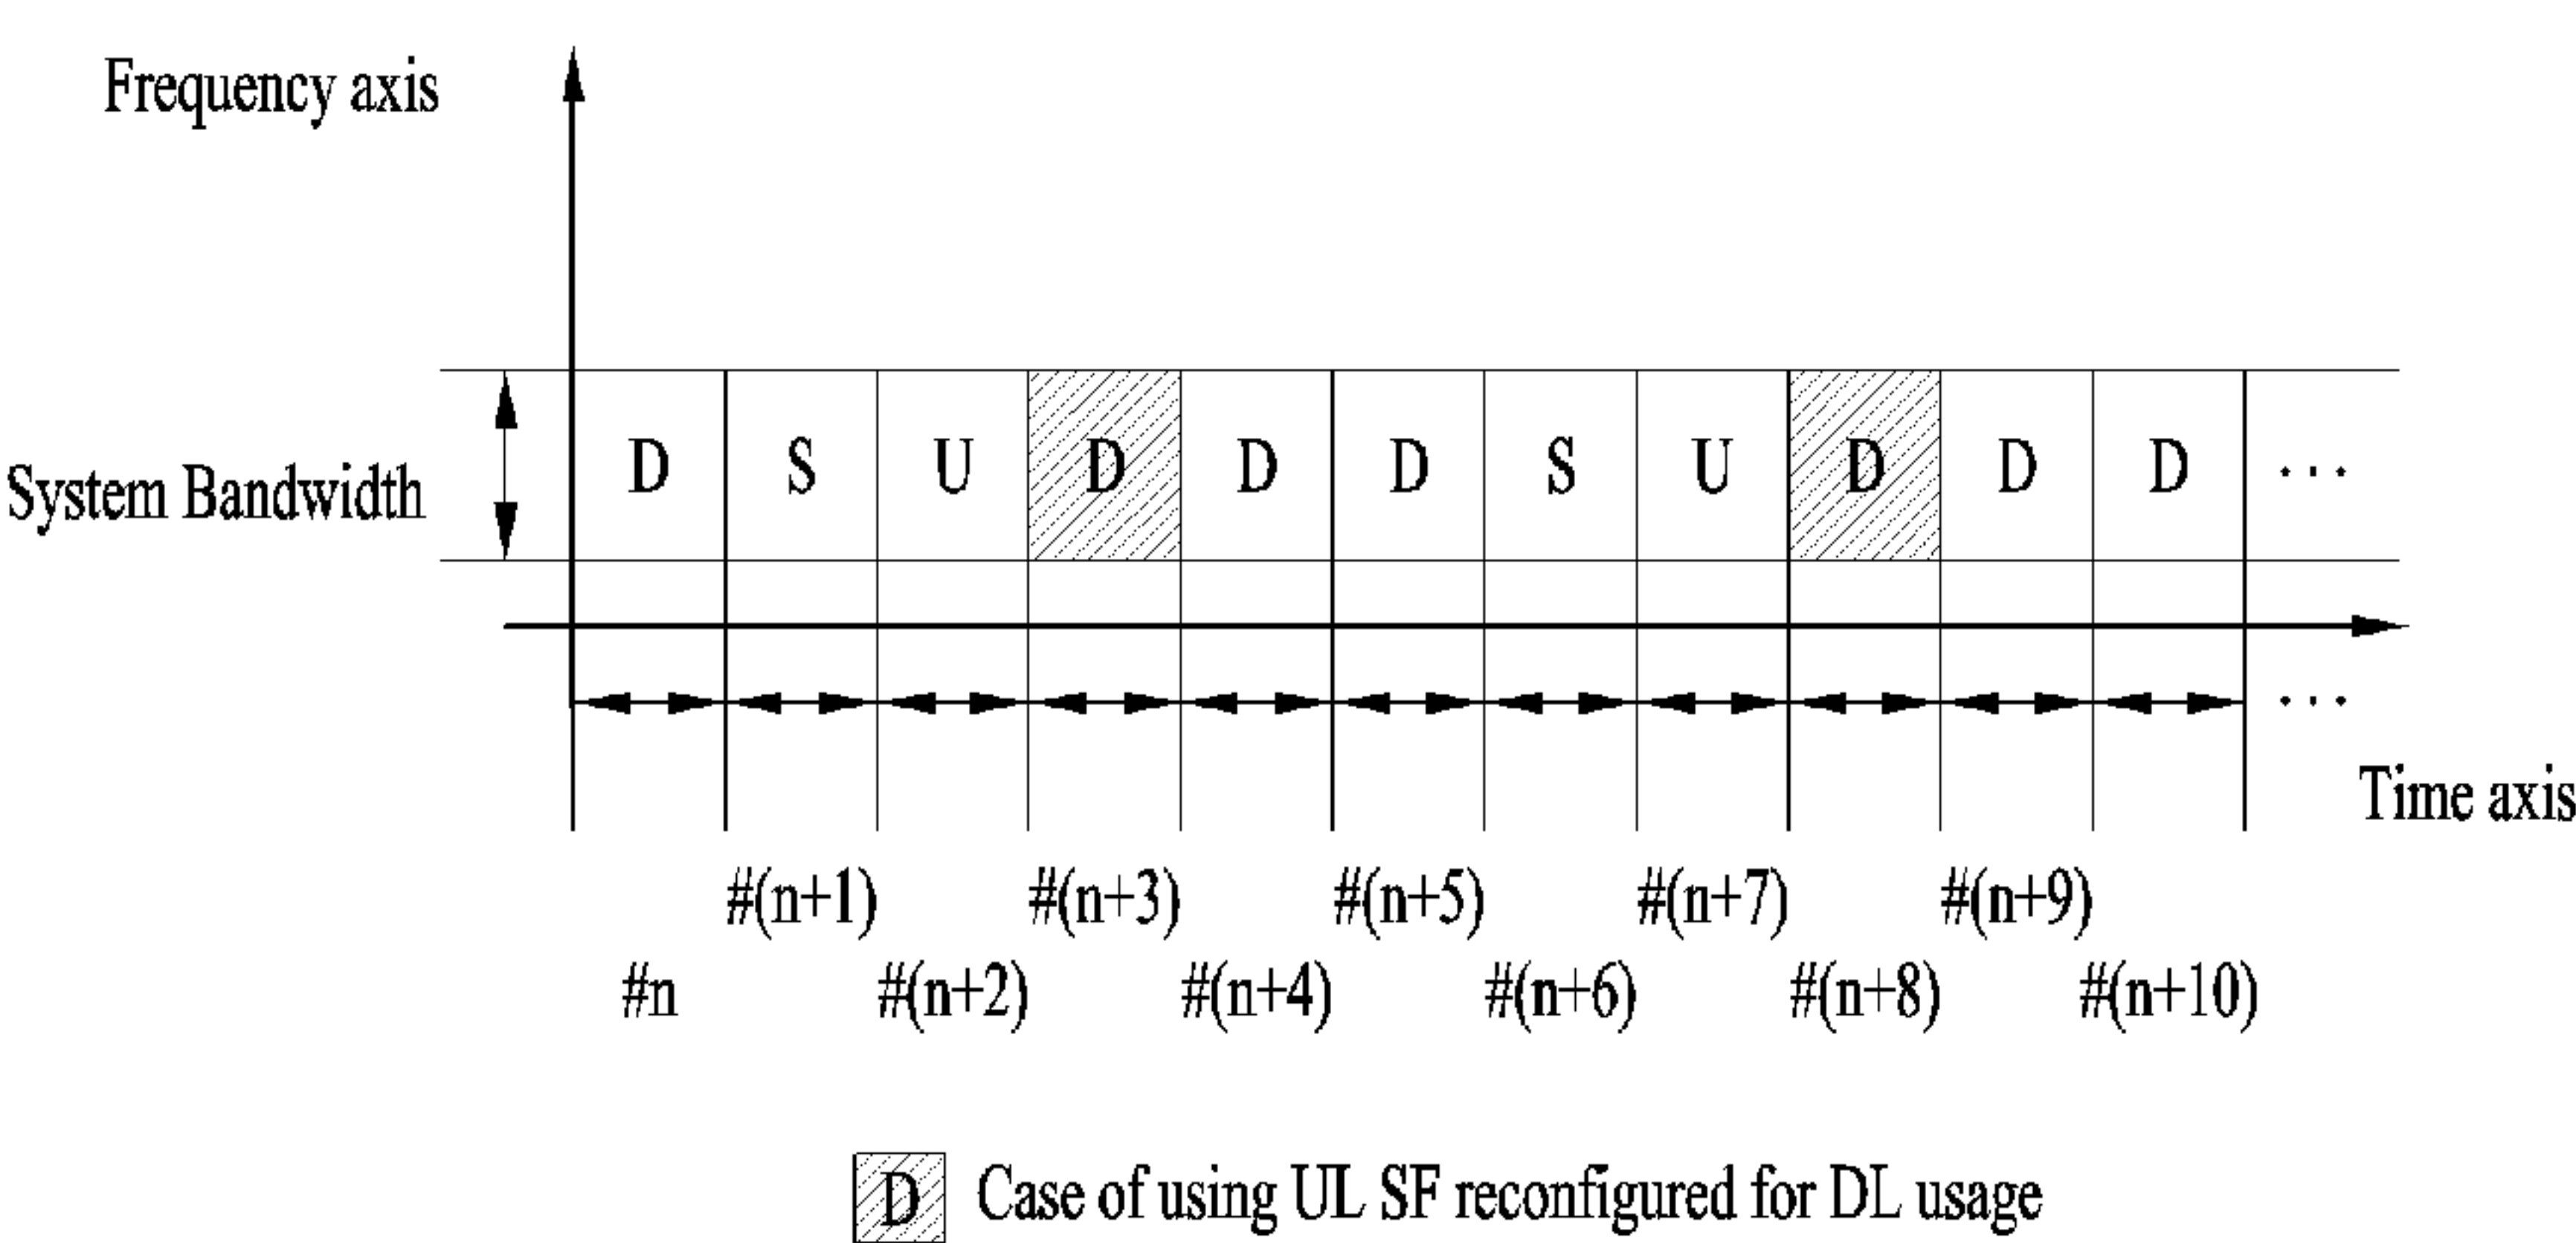 Frequency axis
System Bandwidth
D S U D D D S U D D D ...
...
Time axis
#(n+1) #(n+3) #(n+5) #(n+7) #(n+9)
#n #(n+2) #(n+4) #(n+6) #(n+8) #(n+10)
D Case of using UL SF reconfigured for DL usage